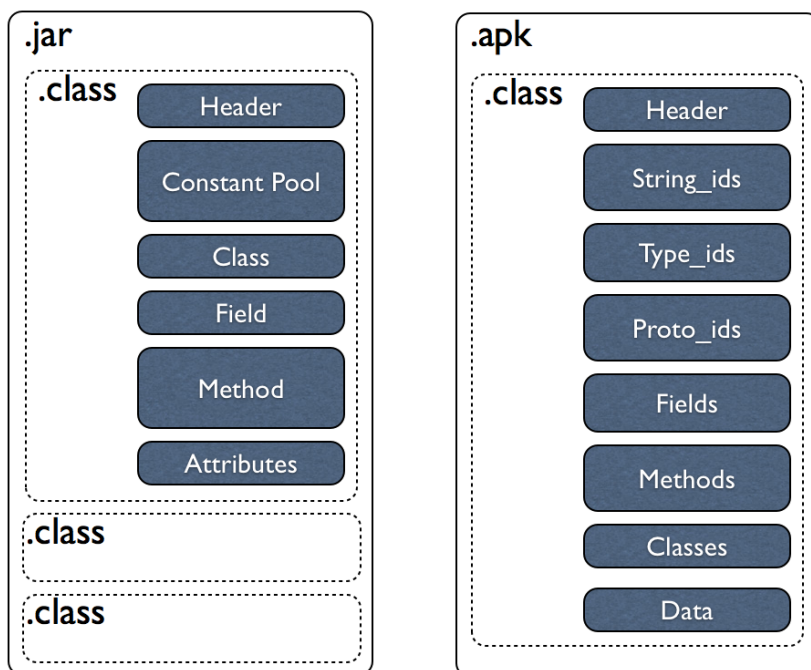 .jar
.class
Header
Constant Pool
Class
Field
Method
Attributes
.class
.class
.apk
.class
Header
String_ids
Type_ids
Proto_ids
Fields
Methods
Classes
Data